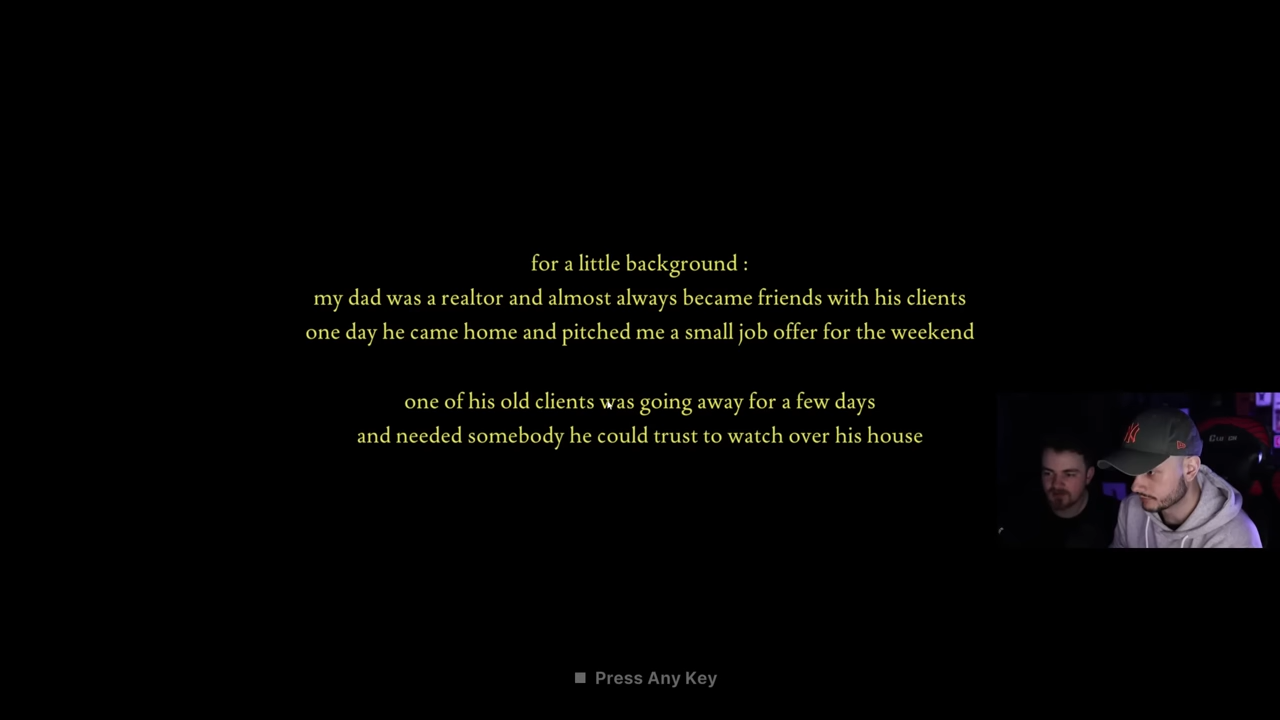 for a little background :
my dad was a realtor and almost always became friends with his clients
one day he came home and pitched me a small job offer for the weekend
one of his old clients was going away for a few days
and needed somebody he could trust to watch over his house
Press Any Key